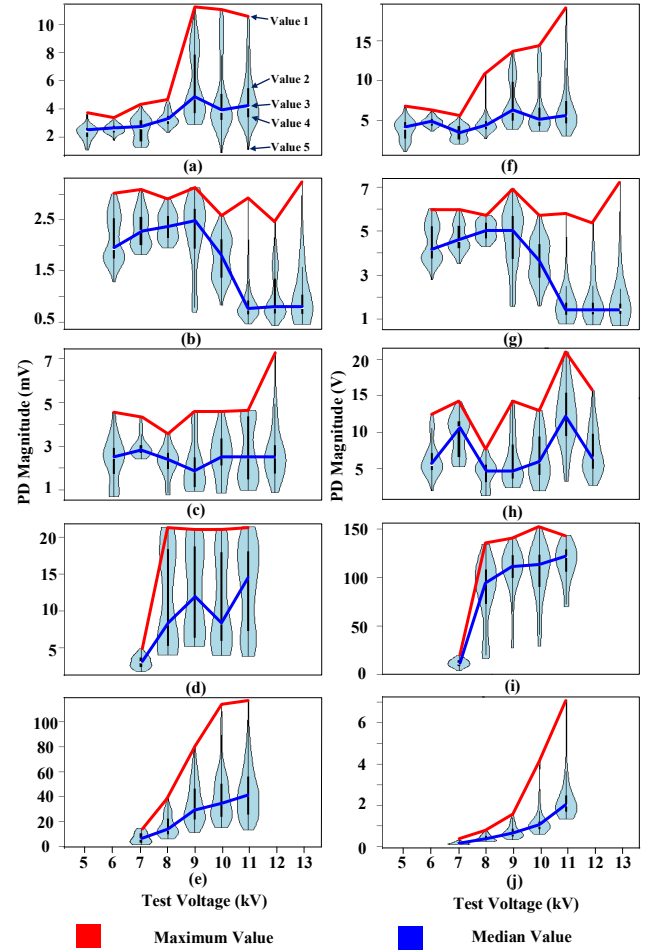 10
8
6
4
2
Value 1
Value 2
Value 3
Value 4
Value 5
(a)
15
10
5
(f)
2.5
1.5
0.5
(b)
7
5
3
1
(g)
PD Magnitude (mV)
7
5
3
1
(c)
PD Magnitude (V)
20
15
10
5
(h)
20
15
10
5
(d)
150
100
50
0
(i)
100
80
60
40
20
0
5 6 7 8 9 10 11 12 13
(e)
Test Voltage (kV)
6
4
2
0
5 6 7 8 9 10 11 12 13
(j)
Test Voltage (kV)
Maximum Value
Median Value